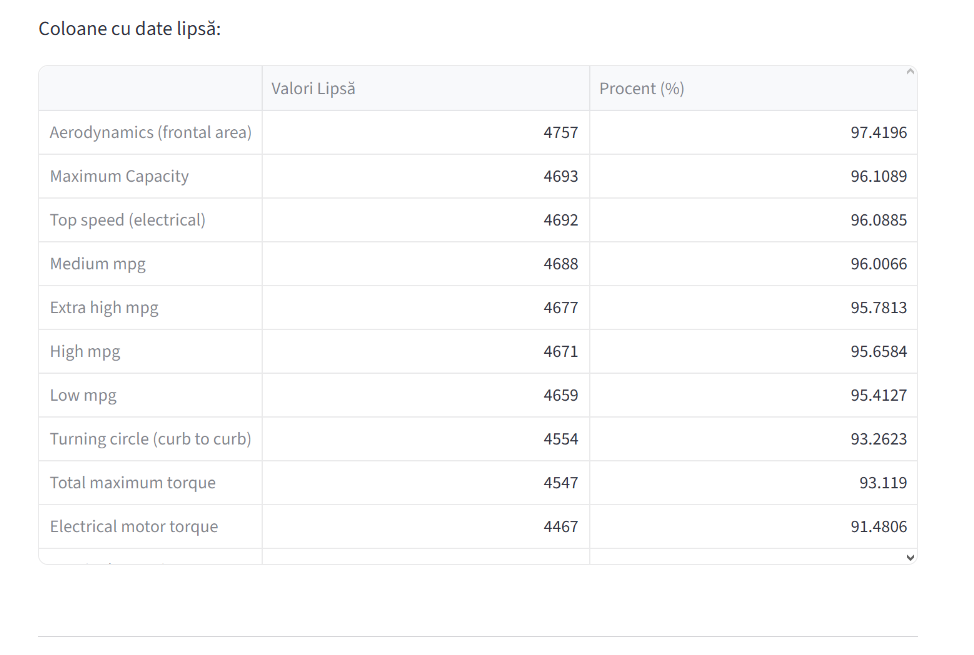 Coloane cu date lipsă:
Valori Lipsă Procent (%)
Aerodynamics (frontal area) 4757 97.4196
Maximum Capacity 4693 96.1089
Top speed (electrical) 4692 96.0885
Medium mpg 4688 96.0066
Extra high mpg 4677 95.7813
High mpg 4671 95.6584
Low mpg 4659 95.4127
Turning circle (curb to curb) 4554 93.2623
Total maximum torque 4547 93.119
Electrical motor torque 4467 91.4806